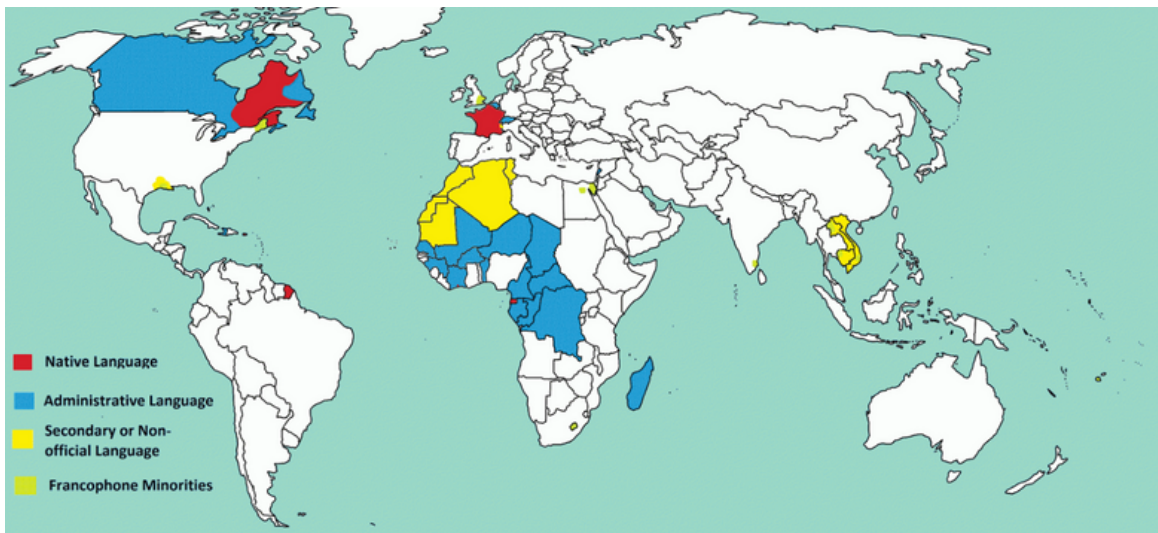 Native Language
Administrative Language
Secondary or Non-
official Language
Francophone Minorities